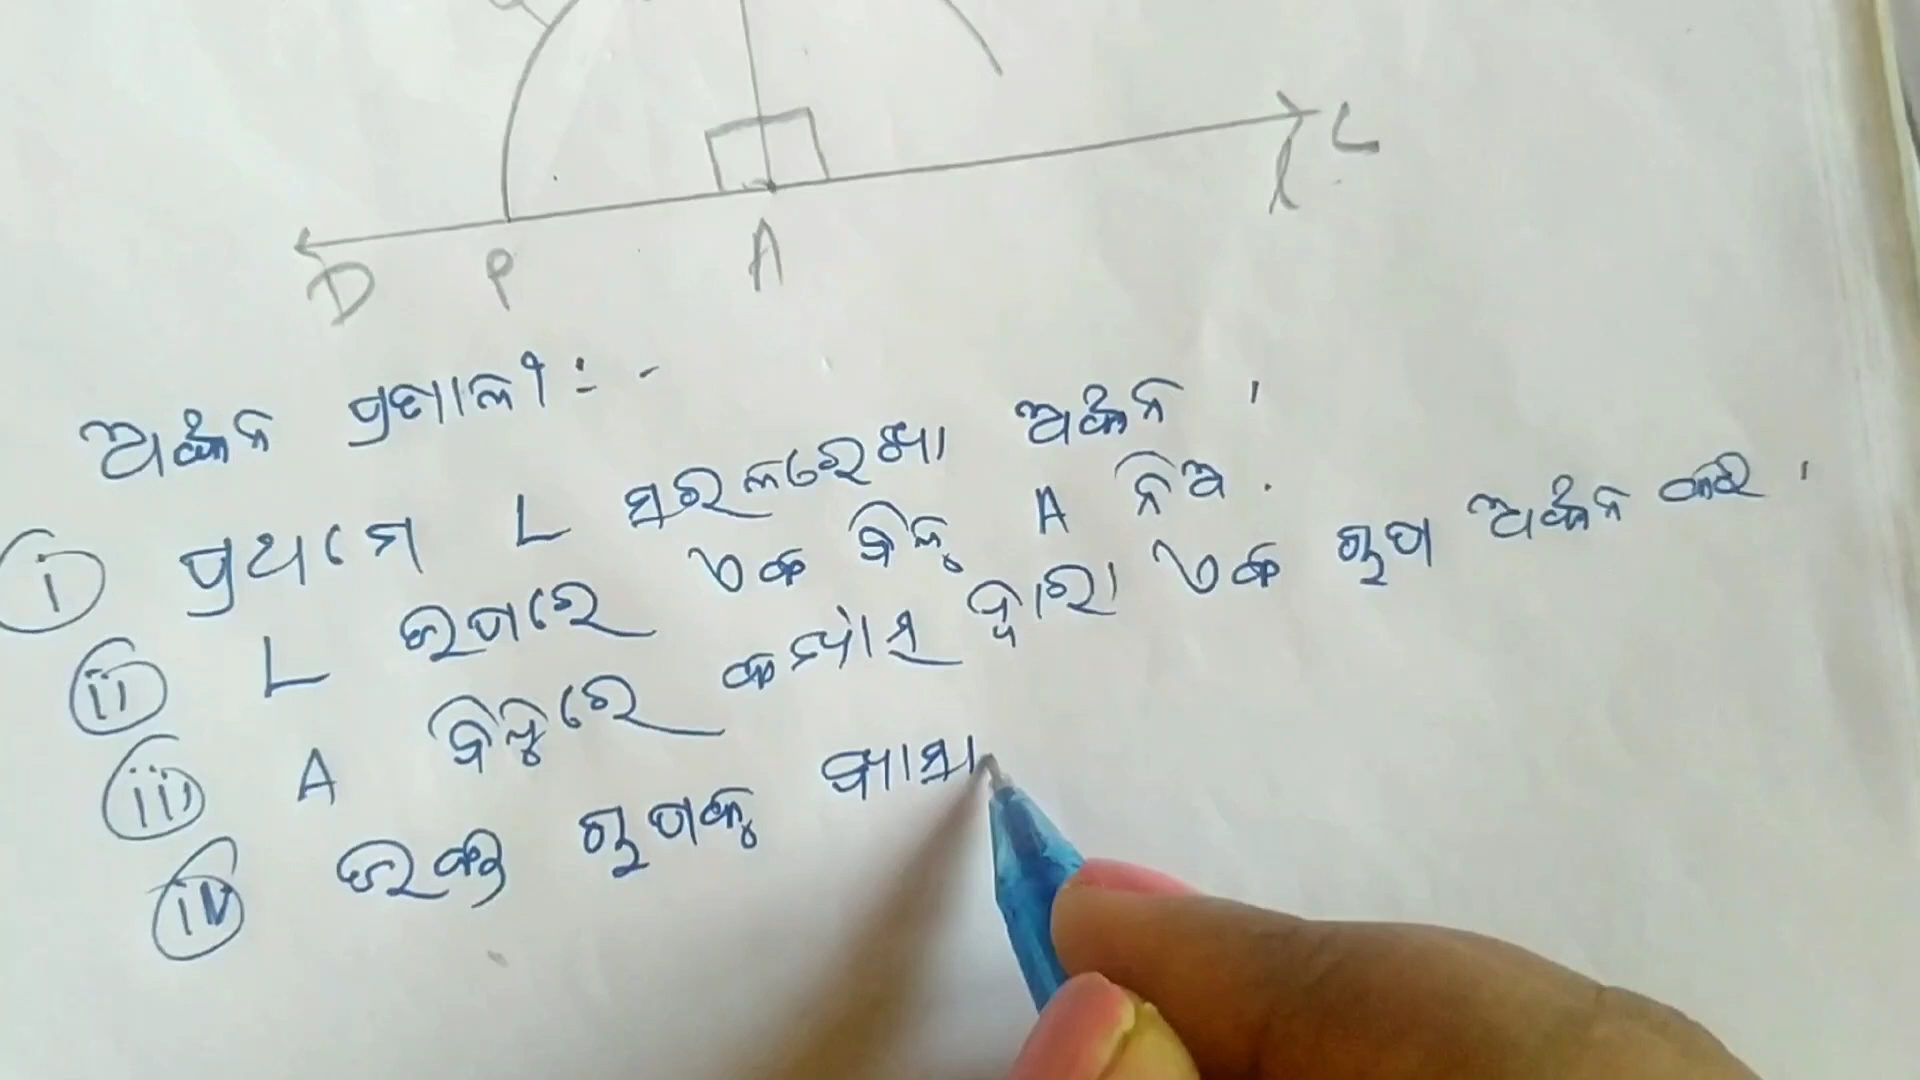 L
l
D P A
ଅଙ୍କନ ପ୍ରଣାଳୀ :-
i ପ୍ରଥମେ L ସରଳରେଖା ଅଙ୍କନ ।
ii L ଉପରେ ଏକ ବିନ୍ଦୁ A ନିଅ .
iii A ବିନ୍ଦୁରେ କମ୍ପାସ ଦ୍ୱାରା ଏକ ଚାପ ଅଙ୍କନ କର ।
iv ଉକ୍ତ ଚାପକୁ